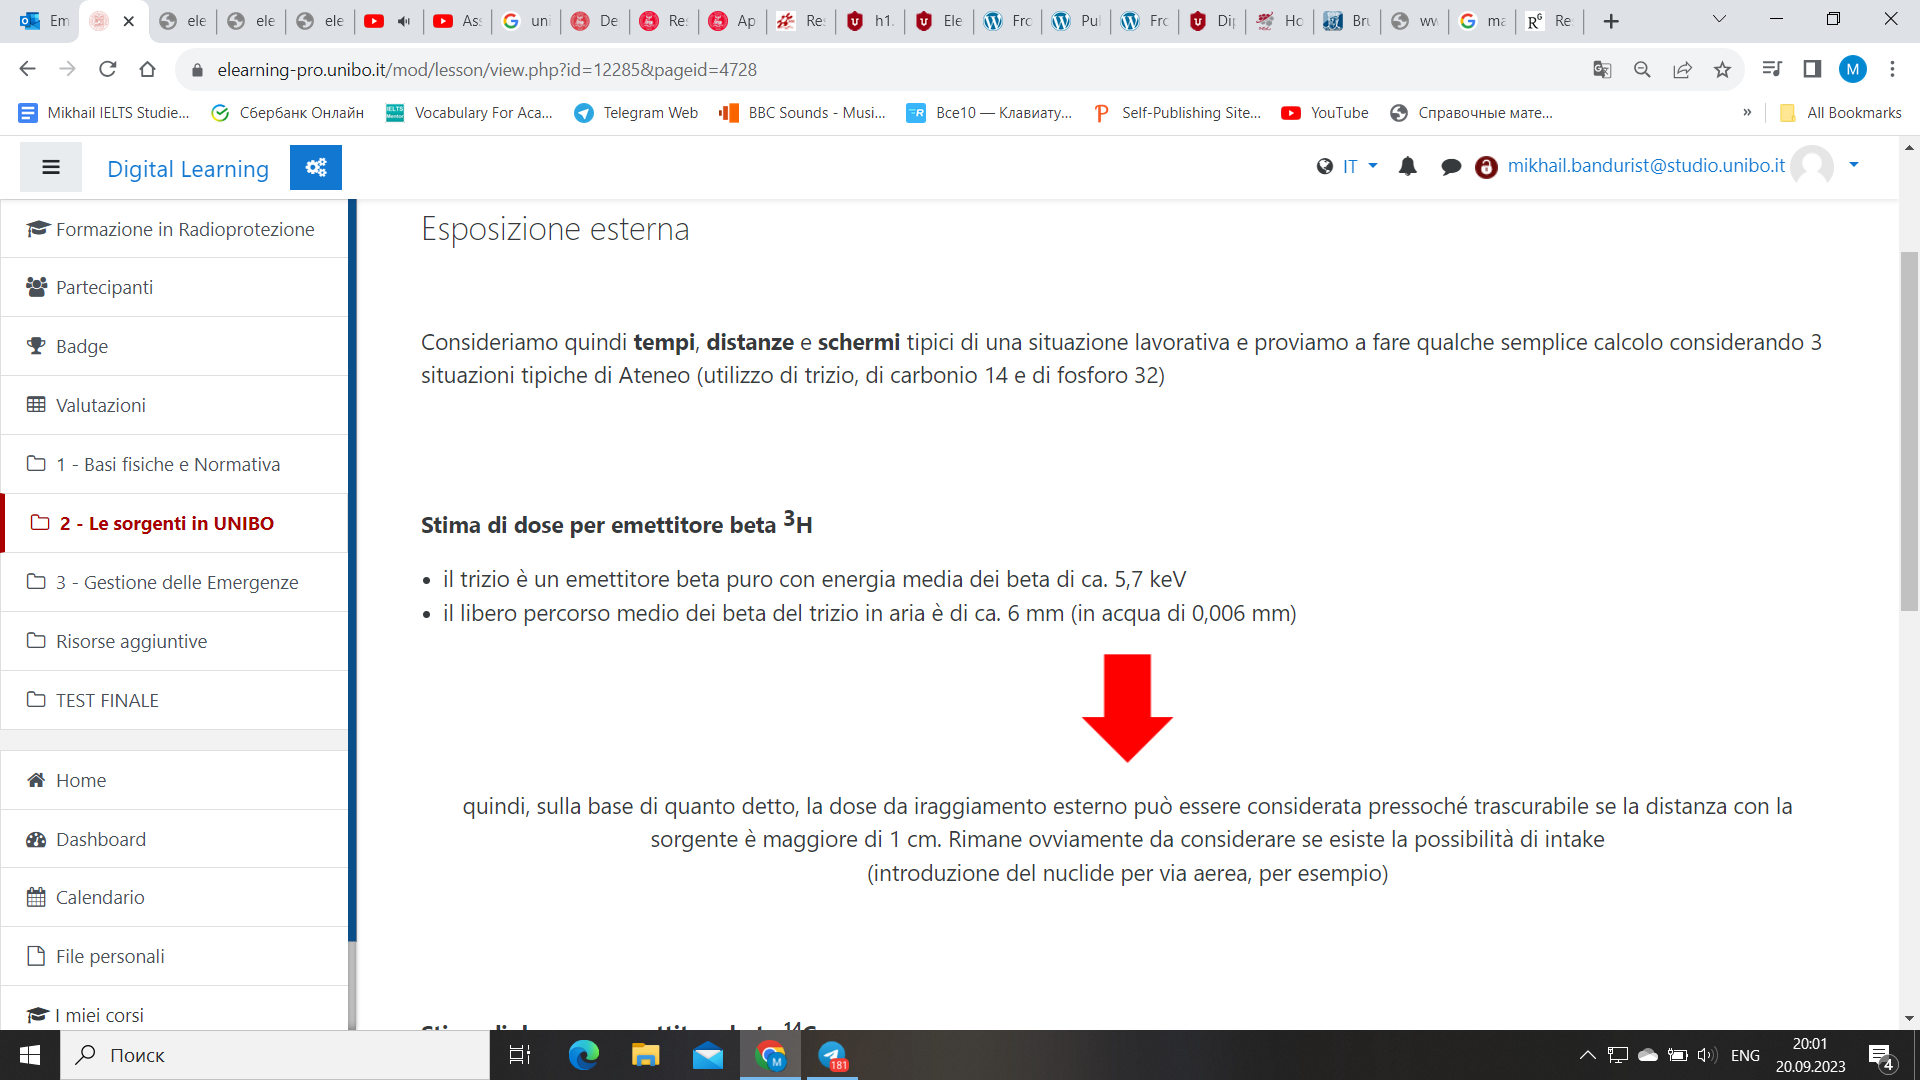 Em
ele
ele
ele
Ass
uni
De
Res
Ap
Res
h1.
Ele
Fro
Pul
Fro
Dip
Ho
Bru
ww
ma
Re
elearning-pro.unibo.it/mod/lesson/view.php?id=12285&pageid=4728
M
Mikhail IELTS Studie...
Сбербанк Онлайн
Vocabulary For Aca...
Telegram Web
BBC Sounds - Musi...
Все10 — Клавиату...
Self-Publishing Site...
YouTube
Справочные мате...
»
All Bookmarks
Digital Learning
IT
mikhail.bandurist@studio.unibo.it
Formazione in Radioprotezione
Partecipanti
Badge
Valutazioni
1 - Basi fisiche e Normativa
2 - Le sorgenti in UNIBO
3 - Gestione delle Emergenze
Risorse aggiuntive
TEST FINALE
Home
Dashboard
Calendario
File personali
I miei corsi
Esposizione esterna
Consideriamo quindi tempi, distanze e schermi tipici di una situazione lavorativa e proviamo a fare qualche semplice calcolo considerando 3
situazioni tipiche di Ateneo (utilizzo di trizio, di carbonio 14 e di fosforo 32)
Stima di dose per emettitore beta ³H
• il trizio è un emettitore beta puro con energia media dei beta di ca. 5,7 keV
• il libero percorso medio dei beta del trizio in aria è di ca. 6 mm (in acqua di 0,006 mm)
quindi, sulla base di quanto detto, la dose da iraggiamento esterno può essere considerata pressoché trascurabile se la distanza con la
sorgente è maggiore di 1 cm. Rimane ovviamente da considerare se esiste la possibilità di intake
(introduzione del nuclide per via aerea, per esempio)
Поиск
M
181
ENG
20:01
20.09.2023
4